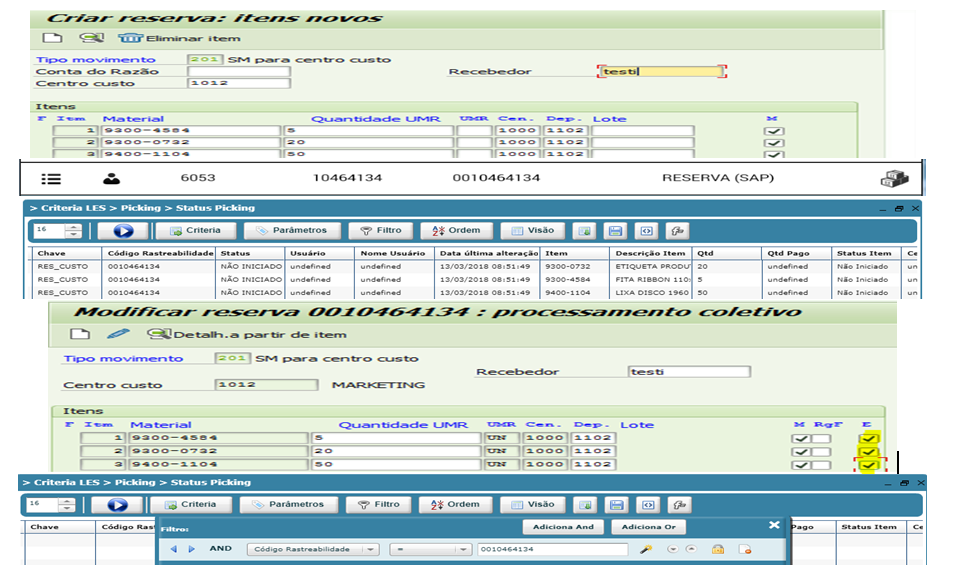 Criar reserva: itens novos
Eliminar item
Tipo movimento 201 SM para centro custo
Conta do Razão Recebedor testi
Centro custo 1012
Itens
F Itm Material Quantidade UMR UMR Cen. Dep. Lote M
1 9300-4584 5 1000 1102
2 9300-0732 20 1000 1102
3 9400-1104 50 1000 1102
6053 10464134 0010464134 RESERVA (SAP)
> Criteria LES > Picking > Status Picking
16 Criteria Parâmetros Filtro Ordem Visão
Chave Código Rastreabilidade Status Usuário Nome Usuário Data última alteração Item Descrição Item Qtd Qtd Pago Status Item Ce
RES_CUSTO 0010464134 NÃO INICIADO undefined undefined 13/03/2018 08:51:49 9300-0732 ETIQUETA PRODU 20 undefined Não Iniciado un
RES_CUSTO 0010464134 NÃO INICIADO undefined undefined 13/03/2018 08:51:49 9300-4584 FITA RIBBON 110: 5 undefined Não Iniciado un
RES_CUSTO 0010464134 NÃO INICIADO undefined undefined 13/03/2018 08:51:49 9400-1104 LIXA DISCO 1960 50 undefined Não Iniciado un
Modificar reserva 0010464134 : processamento coletivo
Detalh.a partir de item
Tipo movimento 201 SM para centro custo
Recebedor testi
Centro custo 1012 MARKETING
Itens
F Itm Material Quantidade UMR UMR Cen. Dep. Lote M RgF E
1 9300-4584 5 UN 1000 1102
2 9300-0732 20 UN 1000 1102
3 9400-1104 50 UN 1000 1102
> Criteria LES > Picking > Status Picking
16 Criteria Parâmetros Filtro Ordem Visão
Chave Código Rast Pago Status Item Ce
Filtro: Adiciona And Adiciona Or
AND Código Rastreabilidade = 0010464134